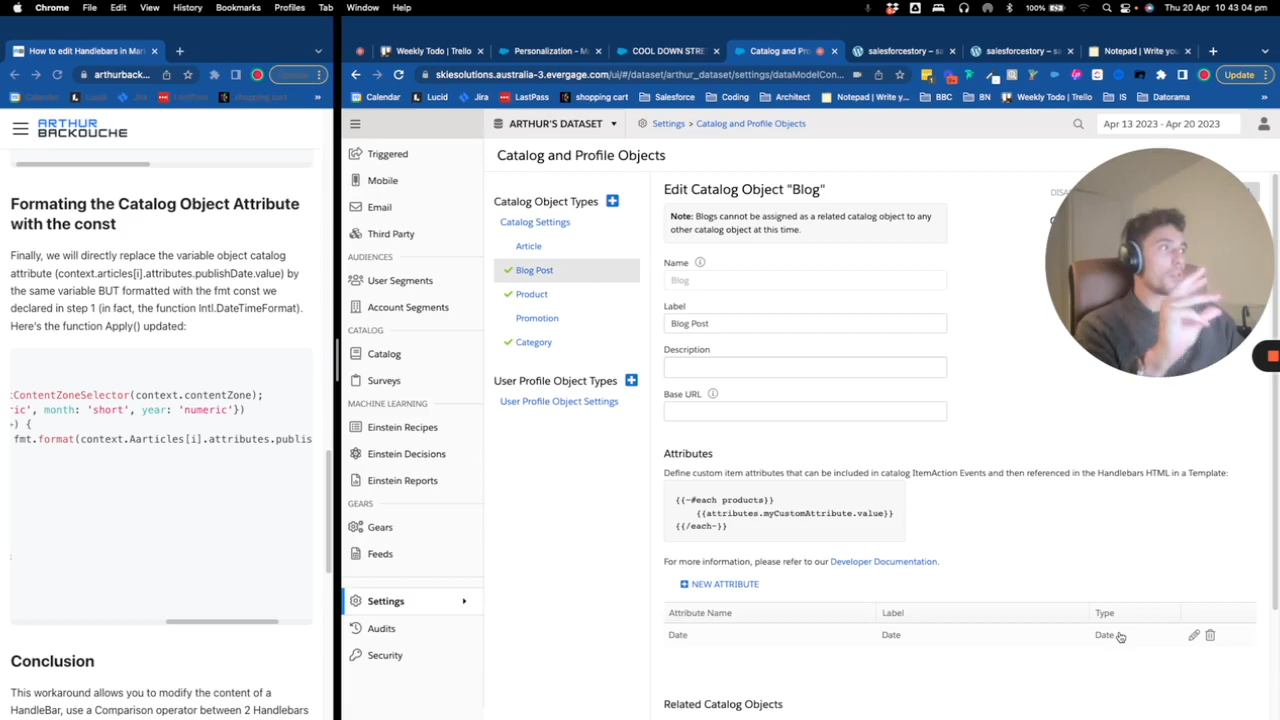 Chrome File Edit View History Bookmarks Profiles Tab Window Help 100% Thu 20 Apr 10:43:04 pm
How to edit Handlebars in Mark
Weekly Todo | Trello
Personalization - M
COOL DOWN STRE
Catalog and Pro
salesforcestory – sa
salesforcestory – sa
Notepad | Write you
arthurback...
Update
skiesolutions.australia-3.evergage.com/ui/#/dataset/arthur_dataset/settings/dataModelCon...
Update
Calendar Lucid Jira LastPass shopping cart »
Calendar Lucid Jira LastPass shopping cart Salesforce Coding Architect Notepad | Write y... BBC BN Weekly Todo | Trello IS Datorama »
ARTHUR
BACKOUCHE
Formating the Catalog Object Attribute
with the const
Finally, we will directly replace the variable object catalog
attribute (context.articles[i].attributes.publishDate.value) by
the same variable BUT formatted with the fmt const we
declared in step 1 (in fact, the function Intl.DateTimeFormat).
Here's the function Apply() updated:
:ContentZoneSelector(context.contentZone);
ric', month: 'short', year: 'numeric'})
+) {
fmt.format(context.Aarticles[i].attributes.publis
Conclusion
This workaround allows you to modify the content of a
HandleBar, use a Comparison operator between 2 Handlebars
Triggered
Mobile
Email
Third Party
AUDIENCES
User Segments
Account Segments
CATALOG
Catalog
Surveys
MACHINE LEARNING
Einstein Recipes
Einstein Decisions
Einstein Reports
GEARS
Gears
Feeds
Settings
Audits
Security
ARTHUR'S DATASET
Settings > Catalog and Profile Objects
Apr 13 2023 - Apr 20 2023
Catalog and Profile Objects
Catalog Object Types
Catalog Settings
Article
Blog Post
Product
Promotion
Category
User Profile Object Types
User Profile Object Settings
Edit Catalog Object "Blog"
Note: Blogs cannot be assigned as a related catalog object to any
other catalog object at this time.
Name
Blog
Label
Blog Post
Description
Base URL
Attributes
Define custom item attributes that can be included in catalog ItemAction Events and then referenced in the Handlebars HTML in a Template:
{{~#each products}}
{{attributes.myCustomAttribute.value}}
{{/each~}}
For more information, please refer to our Developer Documentation.
NEW ATTRIBUTE
Attribute Name Label Type
Date Date Date
Related Catalog Objects